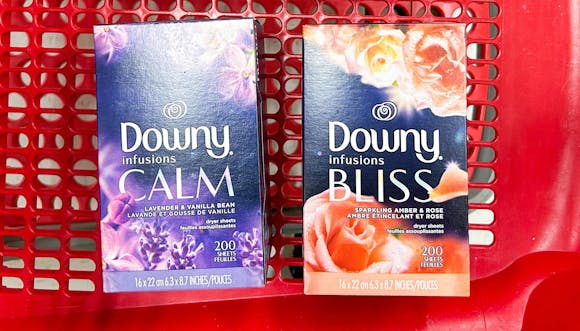 Downy
infusions
CALM
LAVENDER & VANILLA BEAN
LAVANDE ET GOUSSE DE VANILLE
dryer sheets
feuilles assouplissantes
200
SHEETS
FEUILLES
16 x 22 cm 6.3 x 8.7 INCHES/POUCES
Downy
infusions
BLISS
SPARKLING AMBER & ROSE
AMBRE ÉTINCELANT ET ROSE
dryer sheets
feuilles assouplissantes
200
SHEETS
FEUILLES
16 x 22 cm 6.3 x 8.7 INCHES/POUCES